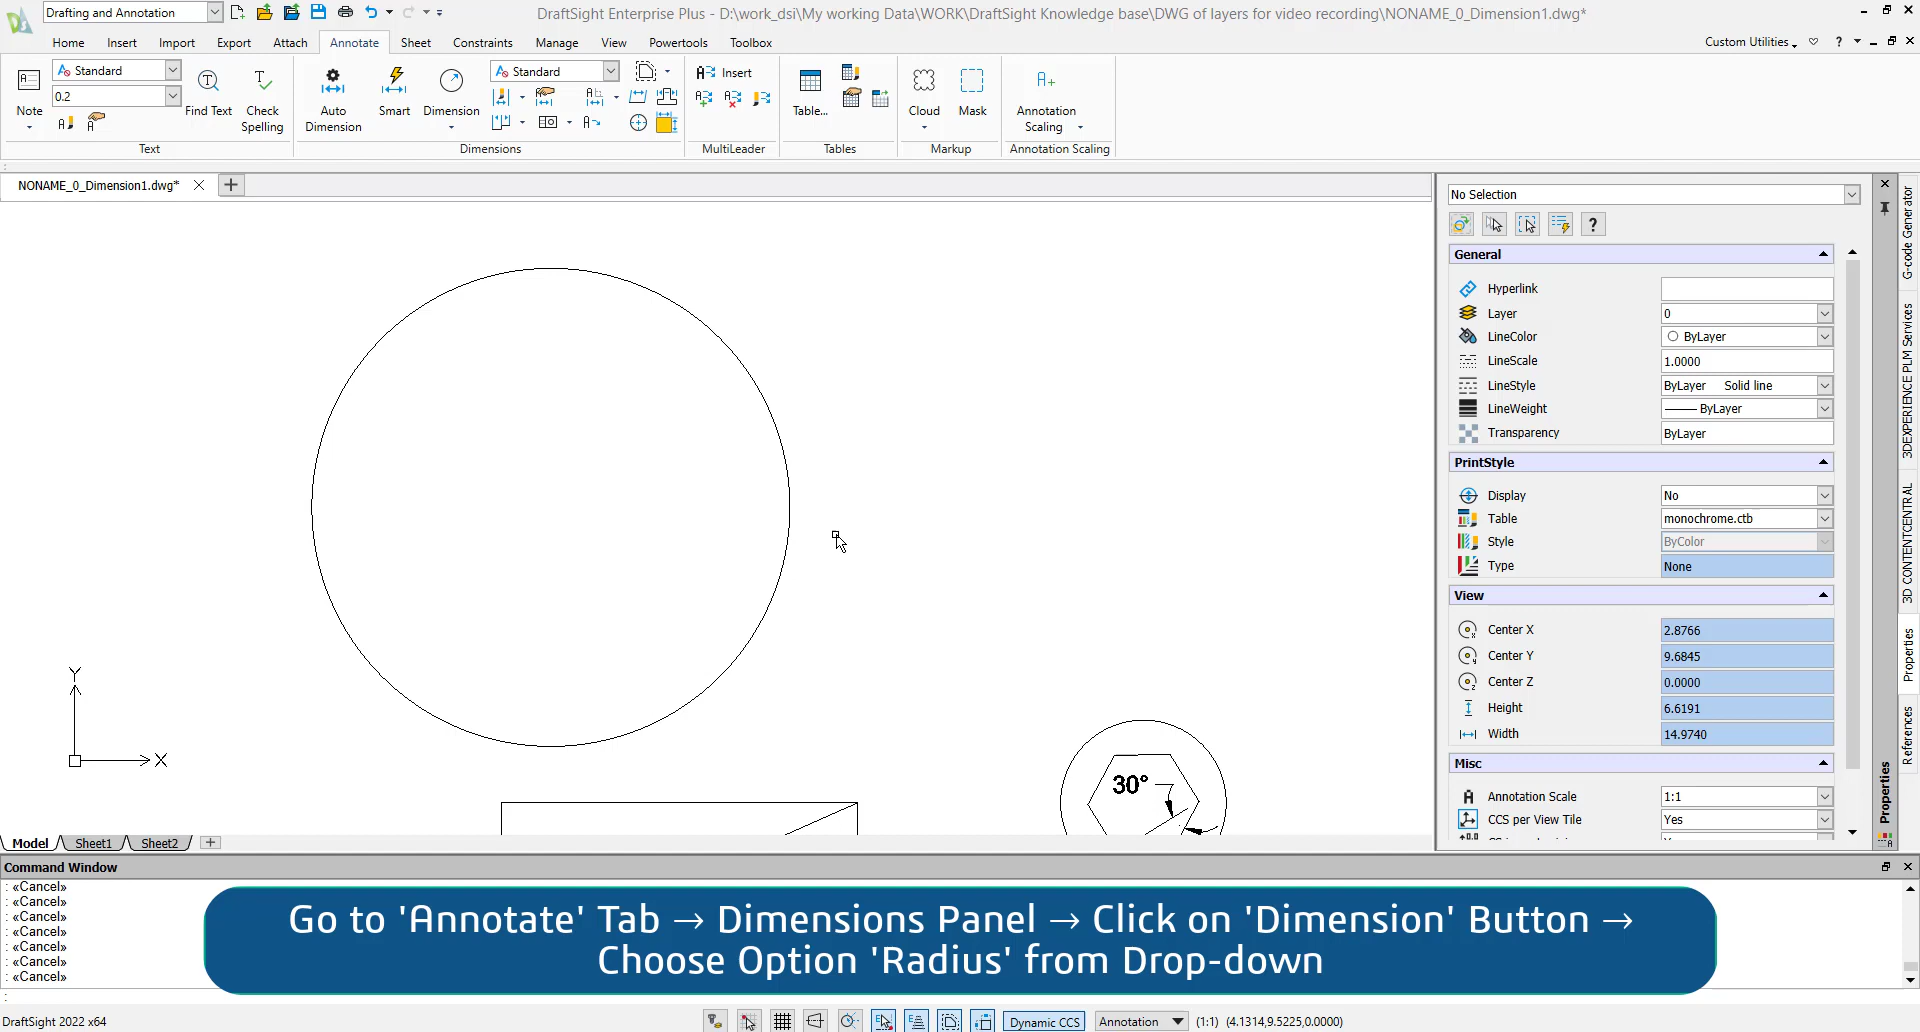 Drafting and Annotation
DraftSight Enterprise Plus - D:\work_dsi\My working Data\WORK\DraftSight Knowledge base\DWG of layers for video recording\NONAME_0_Dimension1.dwg*
Home Insert Import Export Attach Annotate Sheet Constraints Manage View Powertools Toolbox
Custom Utilities ?
Note
Standard
0.2
Find Text
Check Spelling
Text
Auto Dimension
Smart
Dimension
Standard
Dimensions
Insert
MultiLeader
Table...
Tables
Cloud
Mask
Markup
Annotation Scaling
Annotation Scaling
NONAME_0_Dimension1.dwg*
30°
Y
X
Model Sheet1 Sheet2
No Selection
?
General
Hyperlink
Layer 0
LineColor ByLayer
LineScale 1.0000
LineStyle ByLayer Solid line
LineWeight ByLayer
Transparency ByLayer
PrintStyle
Display No
Table monochrome.ctb
Style ByColor
Type None
View
Center X 2.8766
Center Y 9.6845
Center Z 0.0000
Height 6.6191
Width 14.9740
Misc
Annotation Scale 1:1
CCS per View Tile Yes
Properties
G-code Generator
3DEXPERIENCE PLM Services
3D CONTENTCENTRAL
Properties
References
Command Window
: «Cancel»
: «Cancel»
: «Cancel»
: «Cancel»
: «Cancel»
: «Cancel»
: «Cancel»
:
Go to 'Annotate' Tab → Dimensions Panel → Click on 'Dimension' Button →
Choose Option 'Radius' from Drop-down
DraftSight 2022 x64
Dynamic CCS
Annotation
(1:1)
(4.1314,9.5225,0.0000)